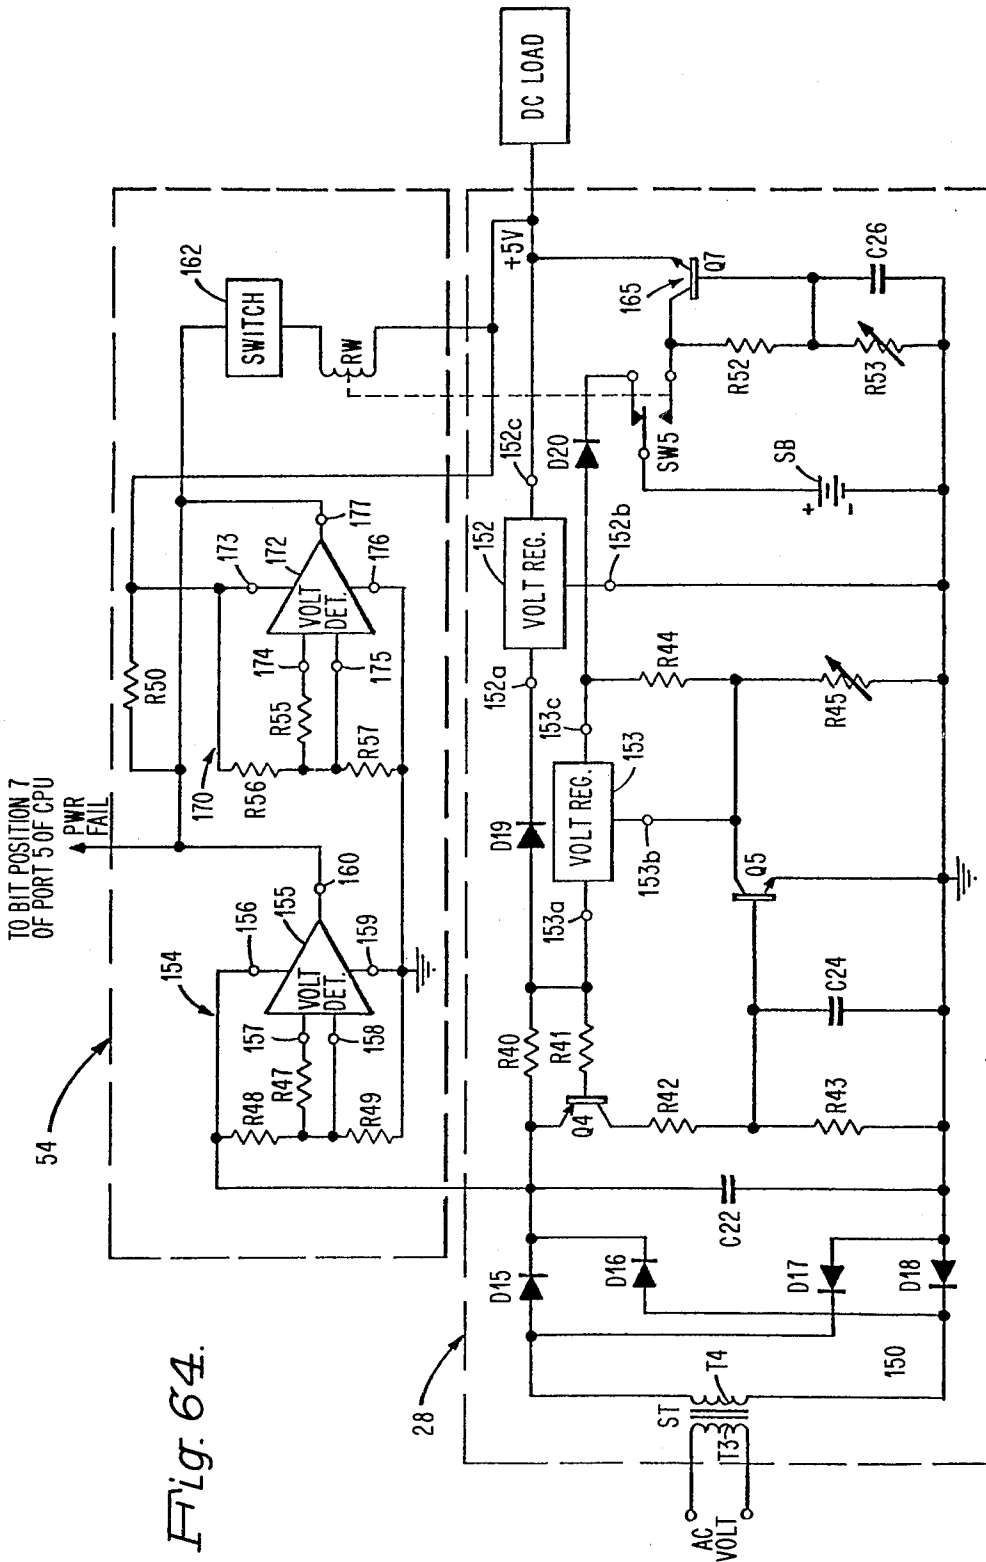 Fig. 64.
TO BIT POSITION 7
OF PORT 5 OF CPU
PWR
FAIL
54
154
156
155
160
VOLT
DET.
157
158
159
R47
R48
R49
170
R50
173
172
177
VOLT
DET.
174
175
176
R55
R56
R57
162
SWITCH
RW
28
AC
VOLT
ST
T3
T4
150
D15
D16
D17
D18
C22
R40
R41
Q4
R42
R43
C24
Q5
D19
153a
VOLT REG.
153
153b
153c
152a
VOLT REG.
152
152b
152c
R44
R45
D20
SW5
SB
+
-
+5V
165
Q7
R52
R53
C26
DC LOAD